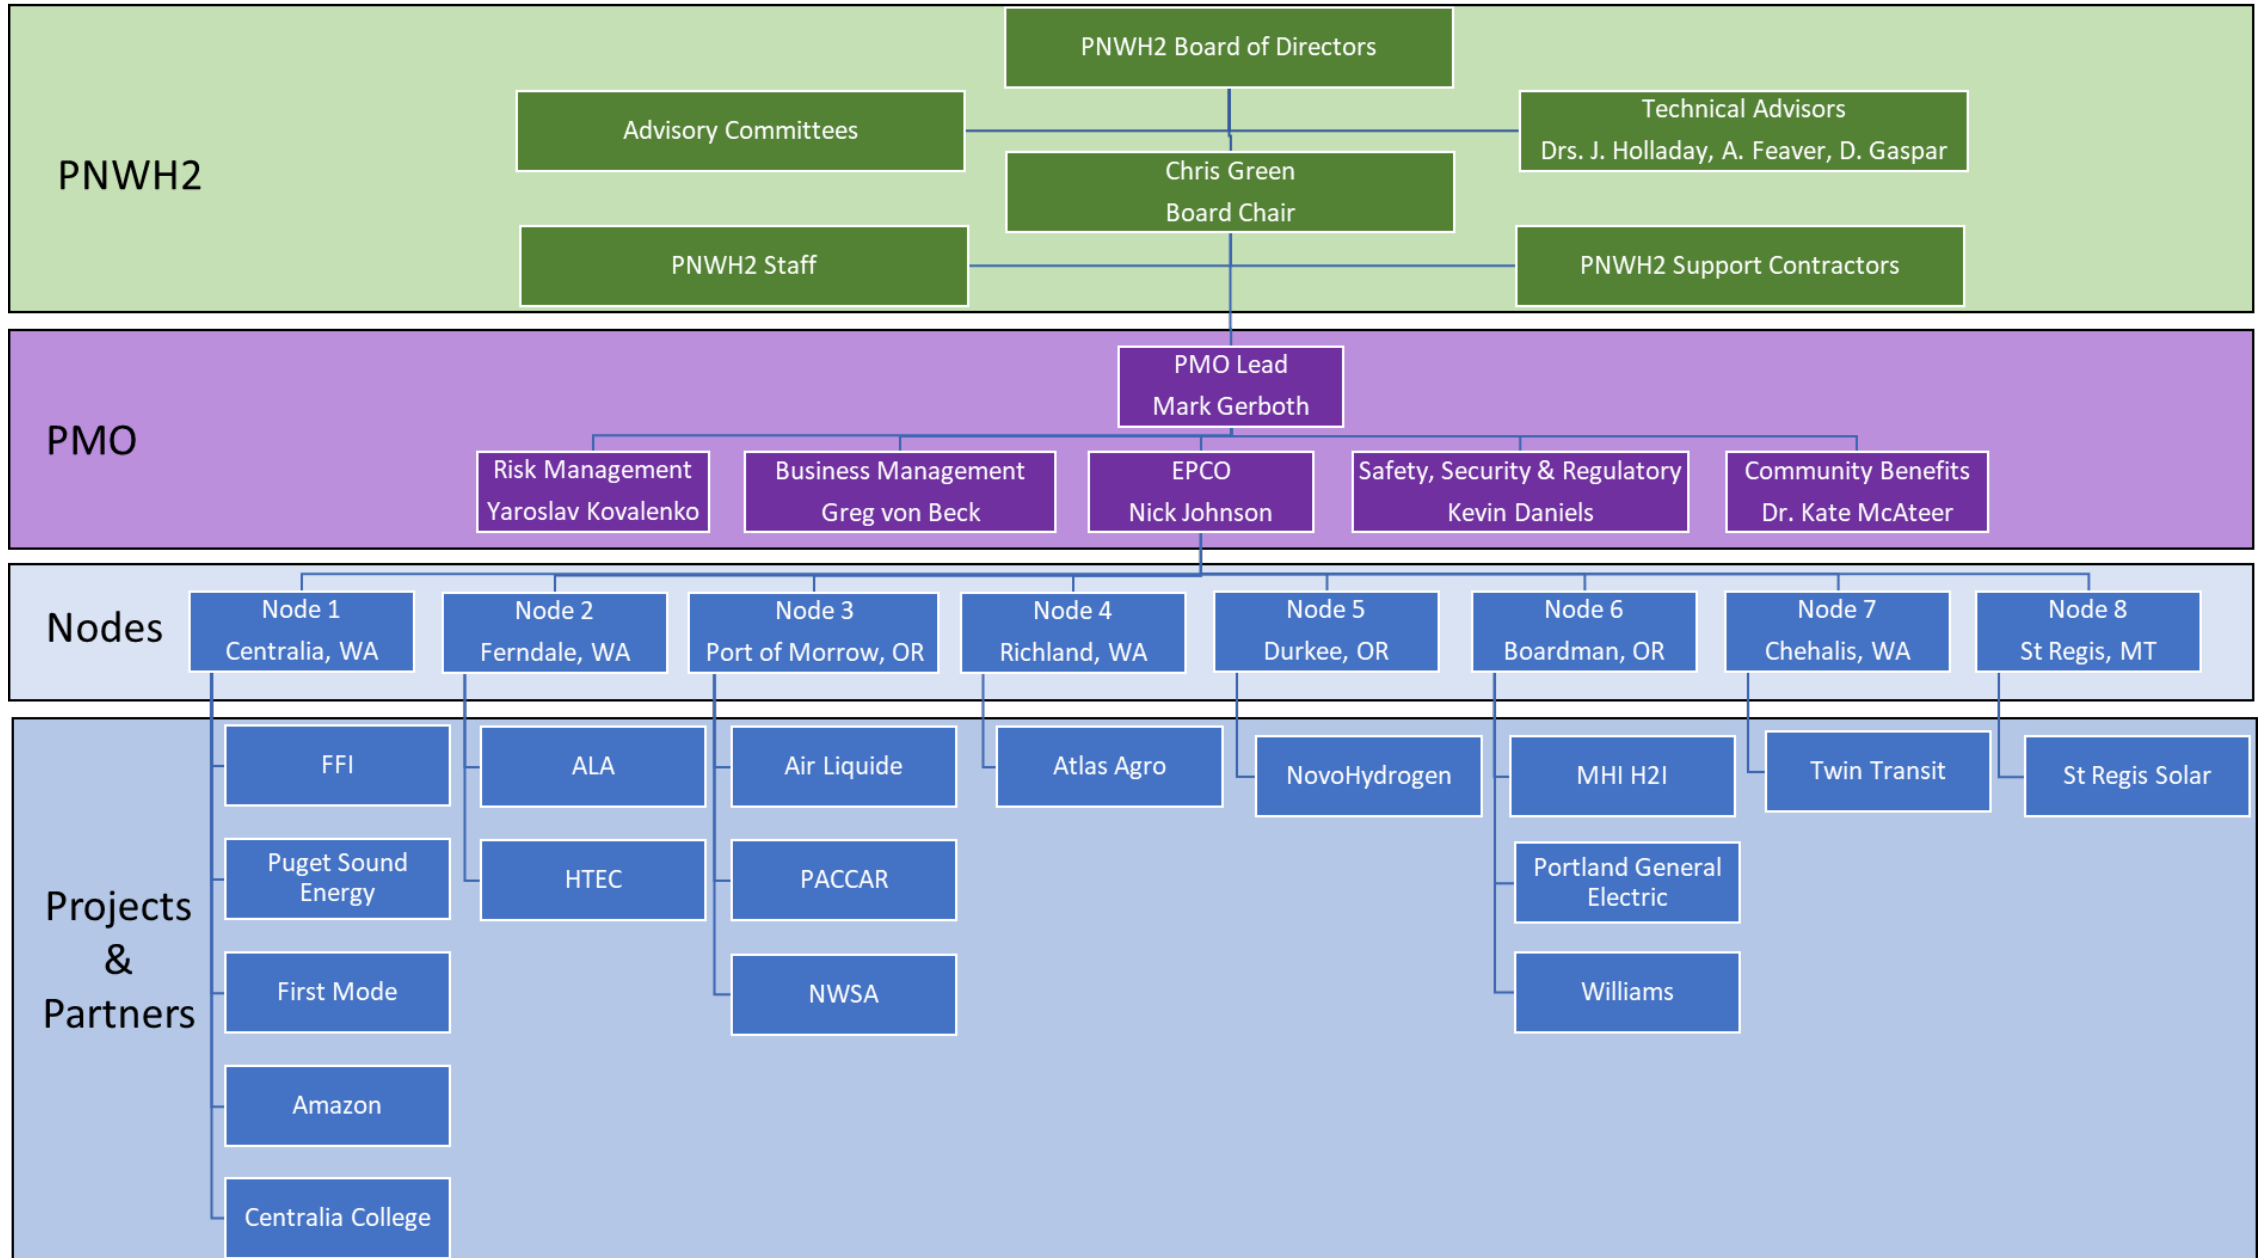 PNWH2 Board of Directors
Advisory Committees
Technical Advisors
Drs. J. Holladay, A. Feaver, D. Gaspar
PNWH2
Chris Green
Board Chair
PNWH2 Staff
PNWH2 Support Contractors
PMO
PMO Lead
Mark Gerboth
Risk Management
Yaroslav Kovalenko
Business Management
Greg von Beck
EPCO
Nick Johnson
Safety, Security & Regulatory
Kevin Daniels
Community Benefits
Dr. Kate McAteer
Nodes
Node 1
Centralia, WA
Node 2
Ferndale, WA
Node 3
Port of Morrow, OR
Node 4
Richland, WA
Node 5
Durkee, OR
Node 6
Boardman, OR
Node 7
Chehalis, WA
Node 8
St Regis, MT
Projects
&
Partners
FFI
Puget Sound
Energy
First Mode
Amazon
Centralia College
ALA
HTEC
Air Liquide
PACCAR
NWSA
Atlas Agro
NovoHydrogen
MHI H2I
Portland General
Electric
Williams
Twin Transit
St Regis Solar